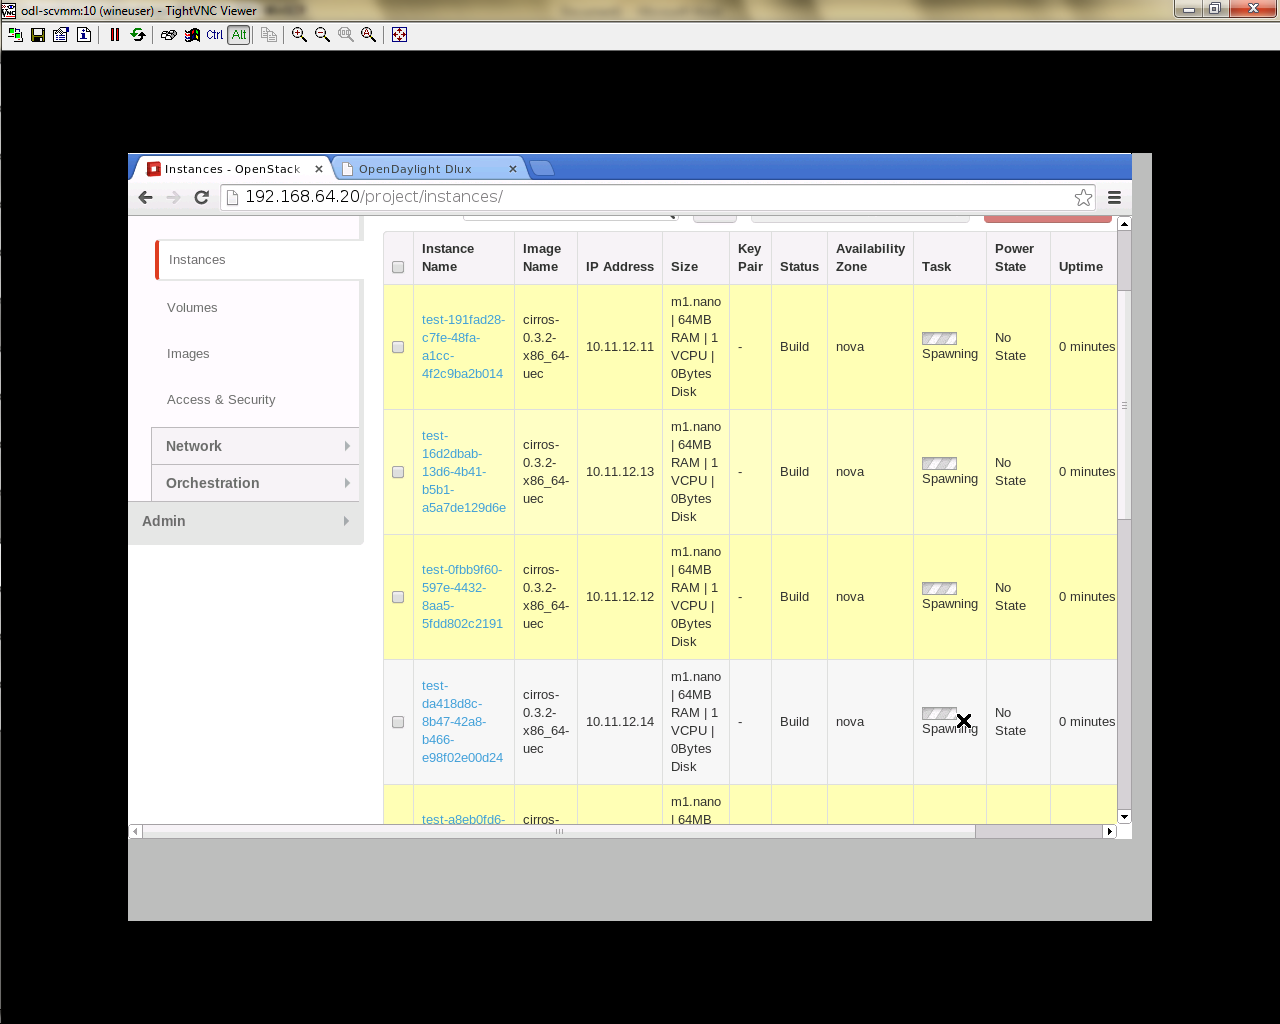 odl-scvmm:10 (wineuser) - TightVNC Viewer
Ctrl Alt
Instances - OpenStack
OpenDaylight Dlux
192.168.64.20/project/instances/
Instances
Volumes
Images
Access & Security
Network
Orchestration
Admin
Instance Name Image Name IP Address Size Key Pair Status Availability Zone Task Power State Uptime
test-191fad28-
c7fe-48fa-
a1cc-
4f2c9ba2b014
cirros-
0.3.2-
x86_64-
uec
10.11.12.11
m1.nano
| 64MB
RAM | 1
VCPU |
0Bytes
Disk
-
Build
nova
Spawning
No
State
0 minutes
test-
16d2dbab-
13d6-4b41-
b5b1-
a5a7de129d6e
cirros-
0.3.2-
x86_64-
uec
10.11.12.13
m1.nano
| 64MB
RAM | 1
VCPU |
0Bytes
Disk
-
Build
nova
Spawning
No
State
0 minutes
test-0fbb9f60-
597e-4432-
8aa5-
5fdd802c2191
cirros-
0.3.2-
x86_64-
uec
10.11.12.12
m1.nano
| 64MB
RAM | 1
VCPU |
0Bytes
Disk
-
Build
nova
Spawning
No
State
0 minutes
test-
da418d8c-
8b47-42a8-
b466-
e98f02e00d24
cirros-
0.3.2-
x86_64-
uec
10.11.12.14
m1.nano
| 64MB
RAM | 1
VCPU |
0Bytes
Disk
-
Build
nova
Spawning
No
State
0 minutes
test-a8eb0fd6-
cirros-
m1.nano
| 64MB